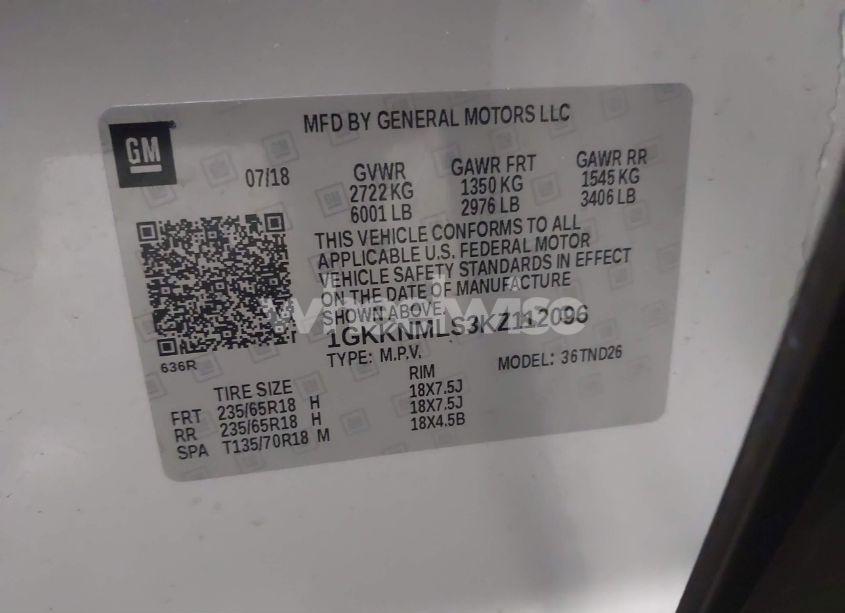 MFD BY GENERAL MOTORS LLC
GM
07/18
GVWR GAWR FRT GAWR RR
2722 KG 1350 KG 1545 KG
6001 LB 2976 LB 3406 LB
THIS VEHICLE CONFORMS TO ALL
APPLICABLE U.S. FEDERAL MOTOR
VEHICLE SAFETY STANDARDS IN EFFECT
ON THE DATE OF MANUFACTURE
SHOWN ABOVE.
1GKKNMLS3KZ112096
636R TYPE: M.P.V. MODEL: 36TND26
TIRE SIZE RIM
FRT 235/65R18 H 18X7.5J
RR 235/65R18 H 18X7.5J
SPA T135/70R18 M 18X4.5B